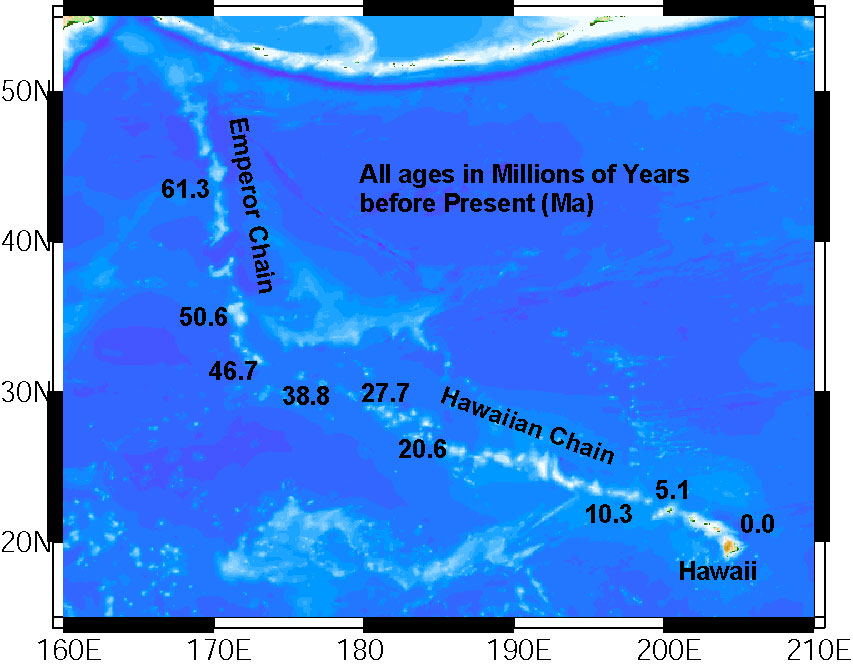 50N
Emperor Chain
All ages in Millions of Years
before Present (Ma)
61.3
40N
50.6
46.7
30N
38.8
27.7
Hawaiian Chain
20.6
5.1
10.3
0.0
20N
Hawaii
160E
170E
180
190E
200E
210E